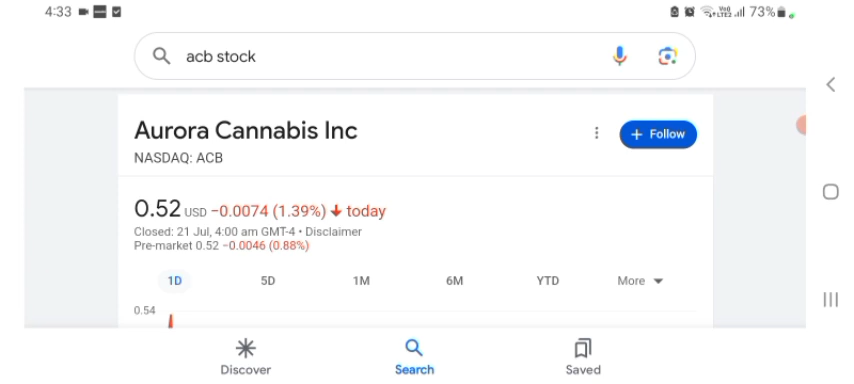 4:33 73%
acb stock
Aurora Cannabis Inc
+ Follow
NASDAQ: ACB
0.52 USD −0.0074 (1.39%) ↓ today
Closed: 21 Jul, 4:00 am GMT-4 • Disclaimer
Pre-market 0.52 −0.0046 (0.88%)
1D 5D 1M 6M YTD More
0.54
Discover Search Saved